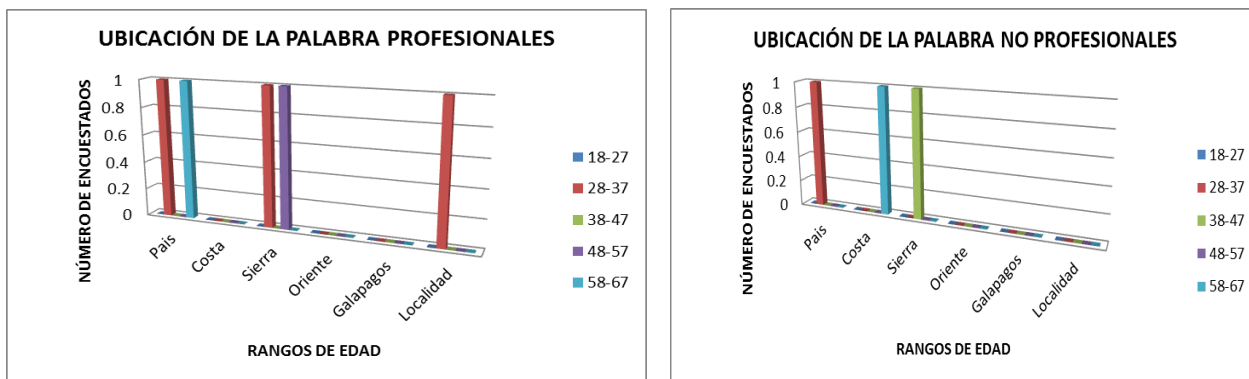 UBICACIÓN DE LA PALABRA PROFESIONALES
NÚMERO DE ENCUESTADOS
1
0.8
0.6
0.4
0.2
0
Pais
Costa
Sierra
Oriente
Galapagos
Localidad
RANGOS DE EDAD
18-27
28-37
38-47
48-57
58-67
UBICACIÓN DE LA PALABRA NO PROFESIONALES
NÚMERO DE ENCUESTADOS
1
0.8
0.6
0.4
0.2
0
Pais
Costa
Sierra
Oriente
Galapagos
Localidad
RANGOS DE EDAD
18-27
28-37
38-47
48-57
58-67